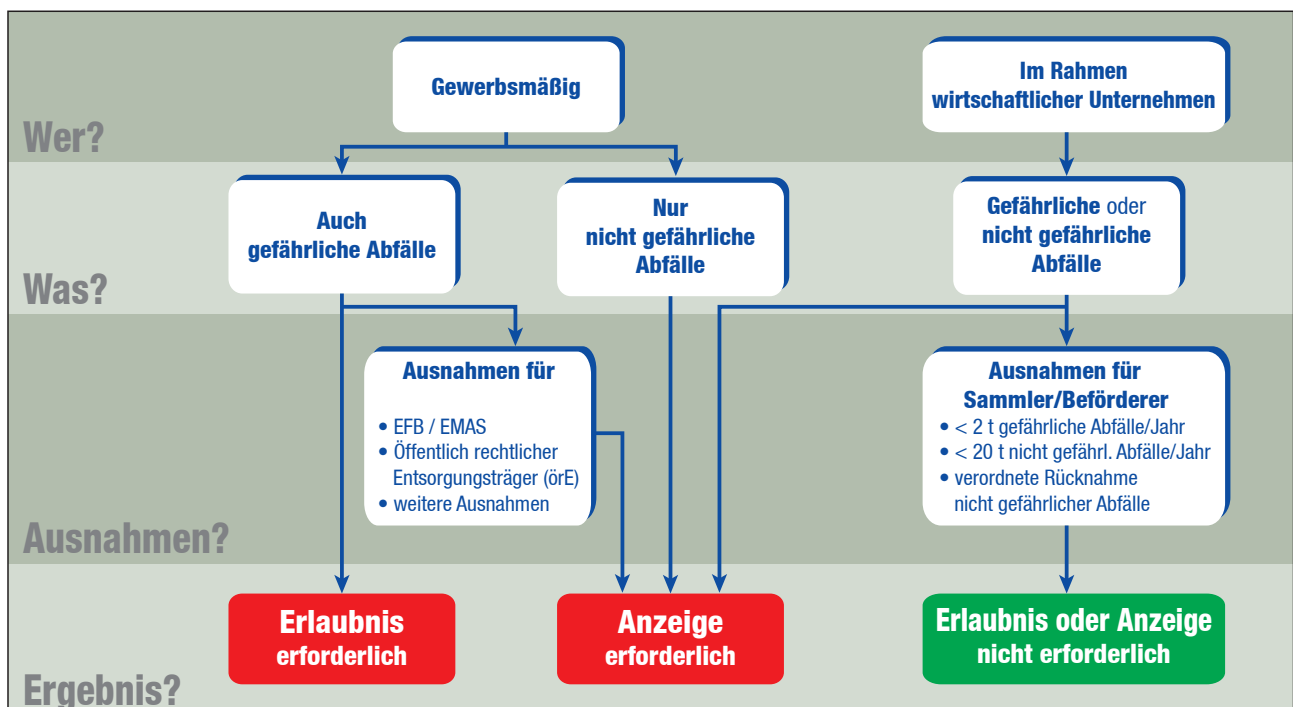 Wer?
Gewerbsmäßig
Im Rahmen
wirtschaftlicher Unternehmen
Was?
Auch
gefährliche Abfälle
Nur
nicht gefährliche
Abfälle
Gefährliche oder
nicht gefährliche
Abfälle
Ausnahmen?
Ausnahmen für
• EFB / EMAS
• Öffentlich rechtlicher
Entsorgungsträger (örE)
• weitere Ausnahmen
Ausnahmen für
Sammler/Beförderer
• < 2 t gefährliche Abfälle/Jahr
• < 20 t nicht gefährl. Abfälle/Jahr
• verordnete Rücknahme
nicht gefährlicher Abfälle
Ergebnis?
Erlaubnis
erforderlich
Anzeige
erforderlich
Erlaubnis oder Anzeige
nicht erforderlich